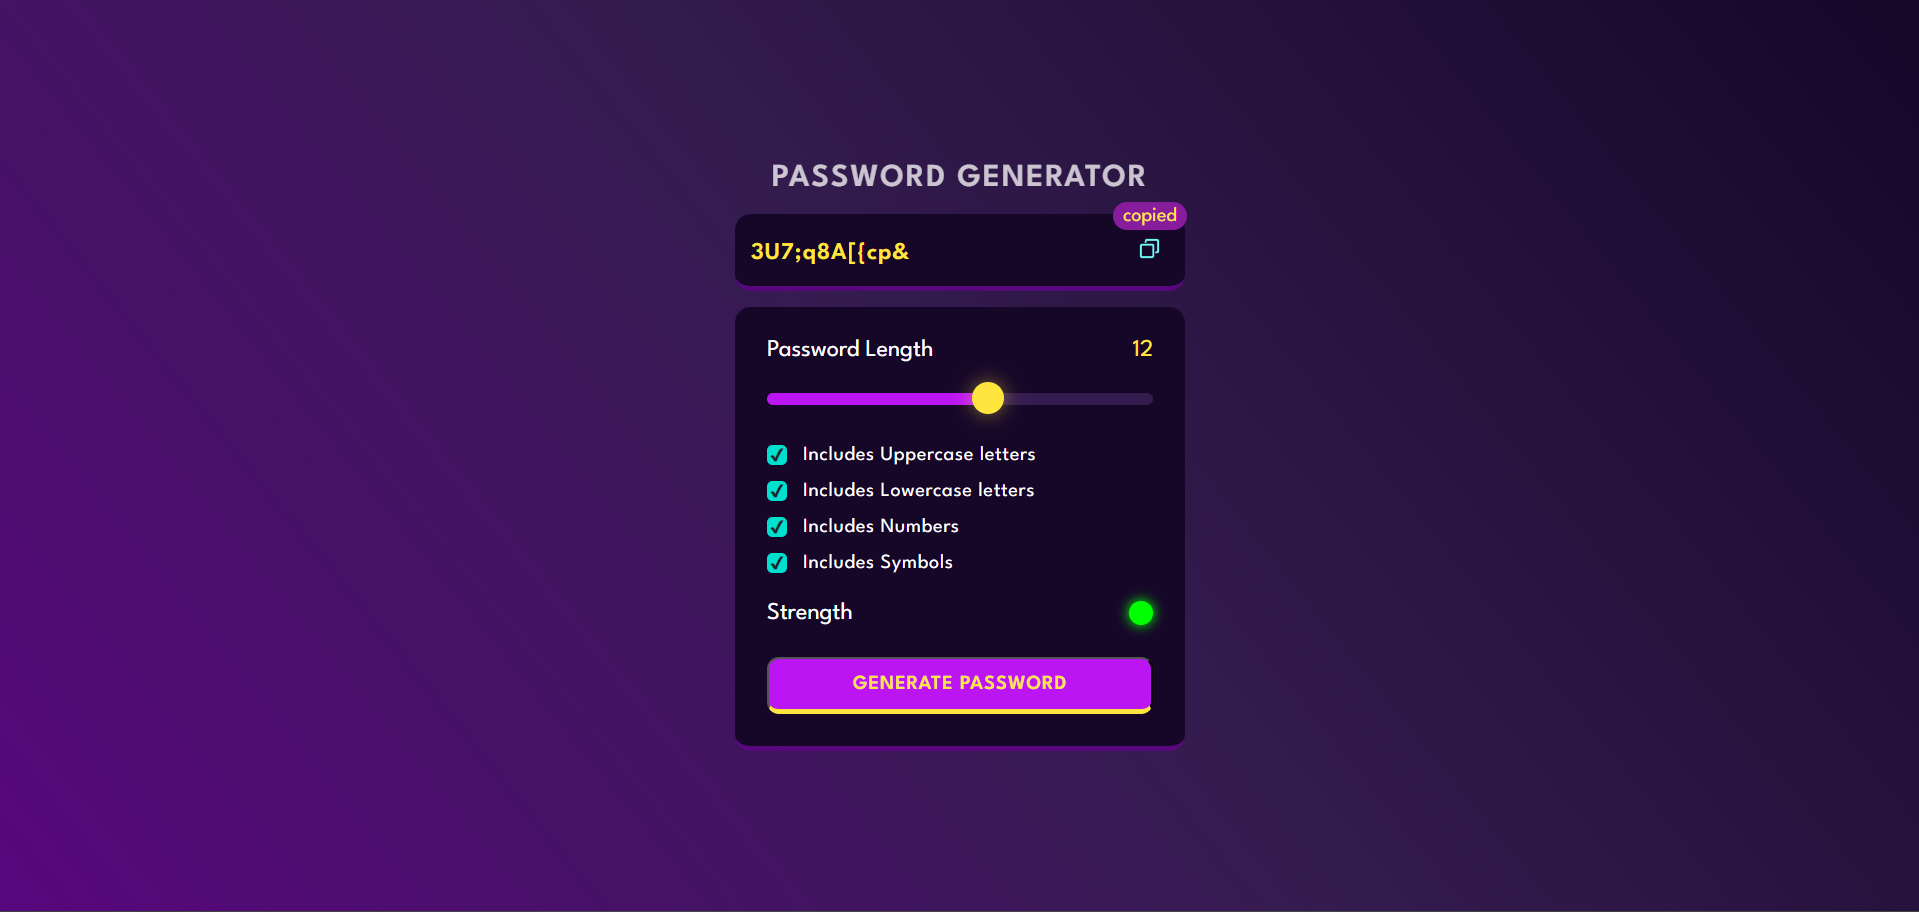 PASSWORD GENERATOR
copied
3U7;q8A[{cp&
Password Length 12
Includes Uppercase letters
Includes Lowercase letters
Includes Numbers
Includes Symbols
Strength
GENERATE PASSWORD